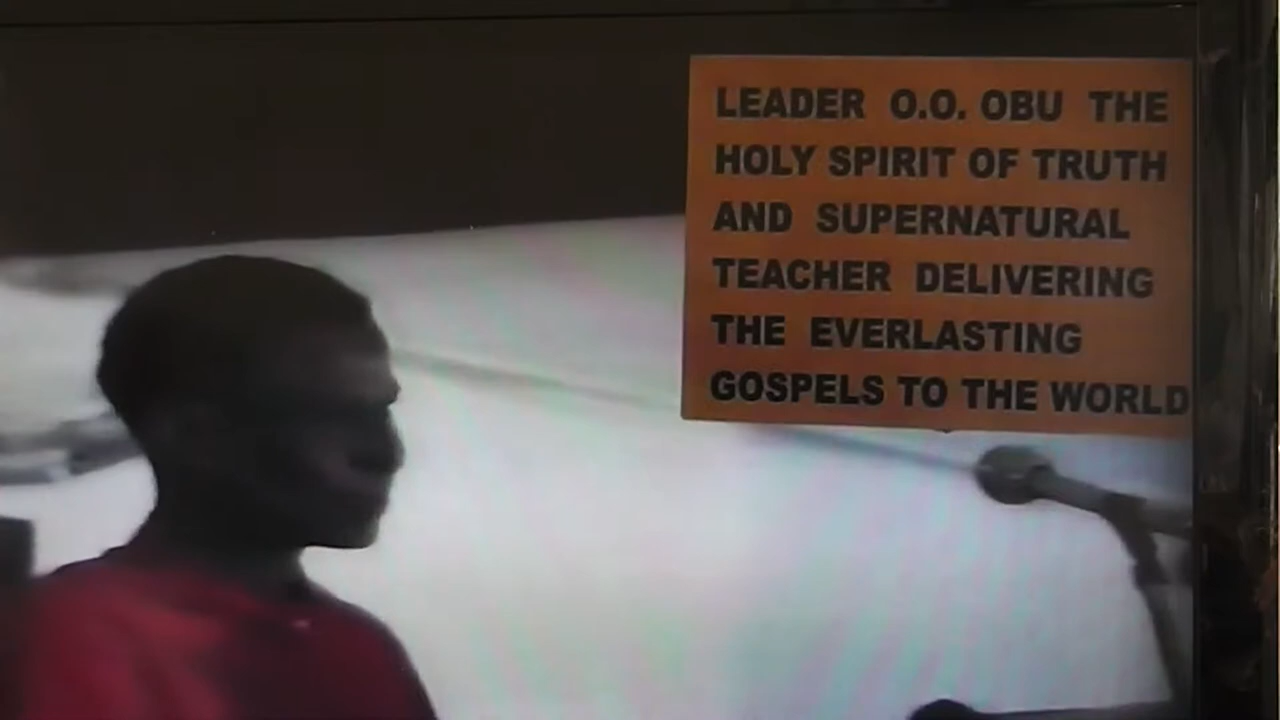 LEADER O.O. OBU THE
HOLY SPIRIT OF TRUTH
AND SUPERNATURAL
TEACHER DELIVERING
THE EVERLASTING
GOSPELS TO THE WORLD